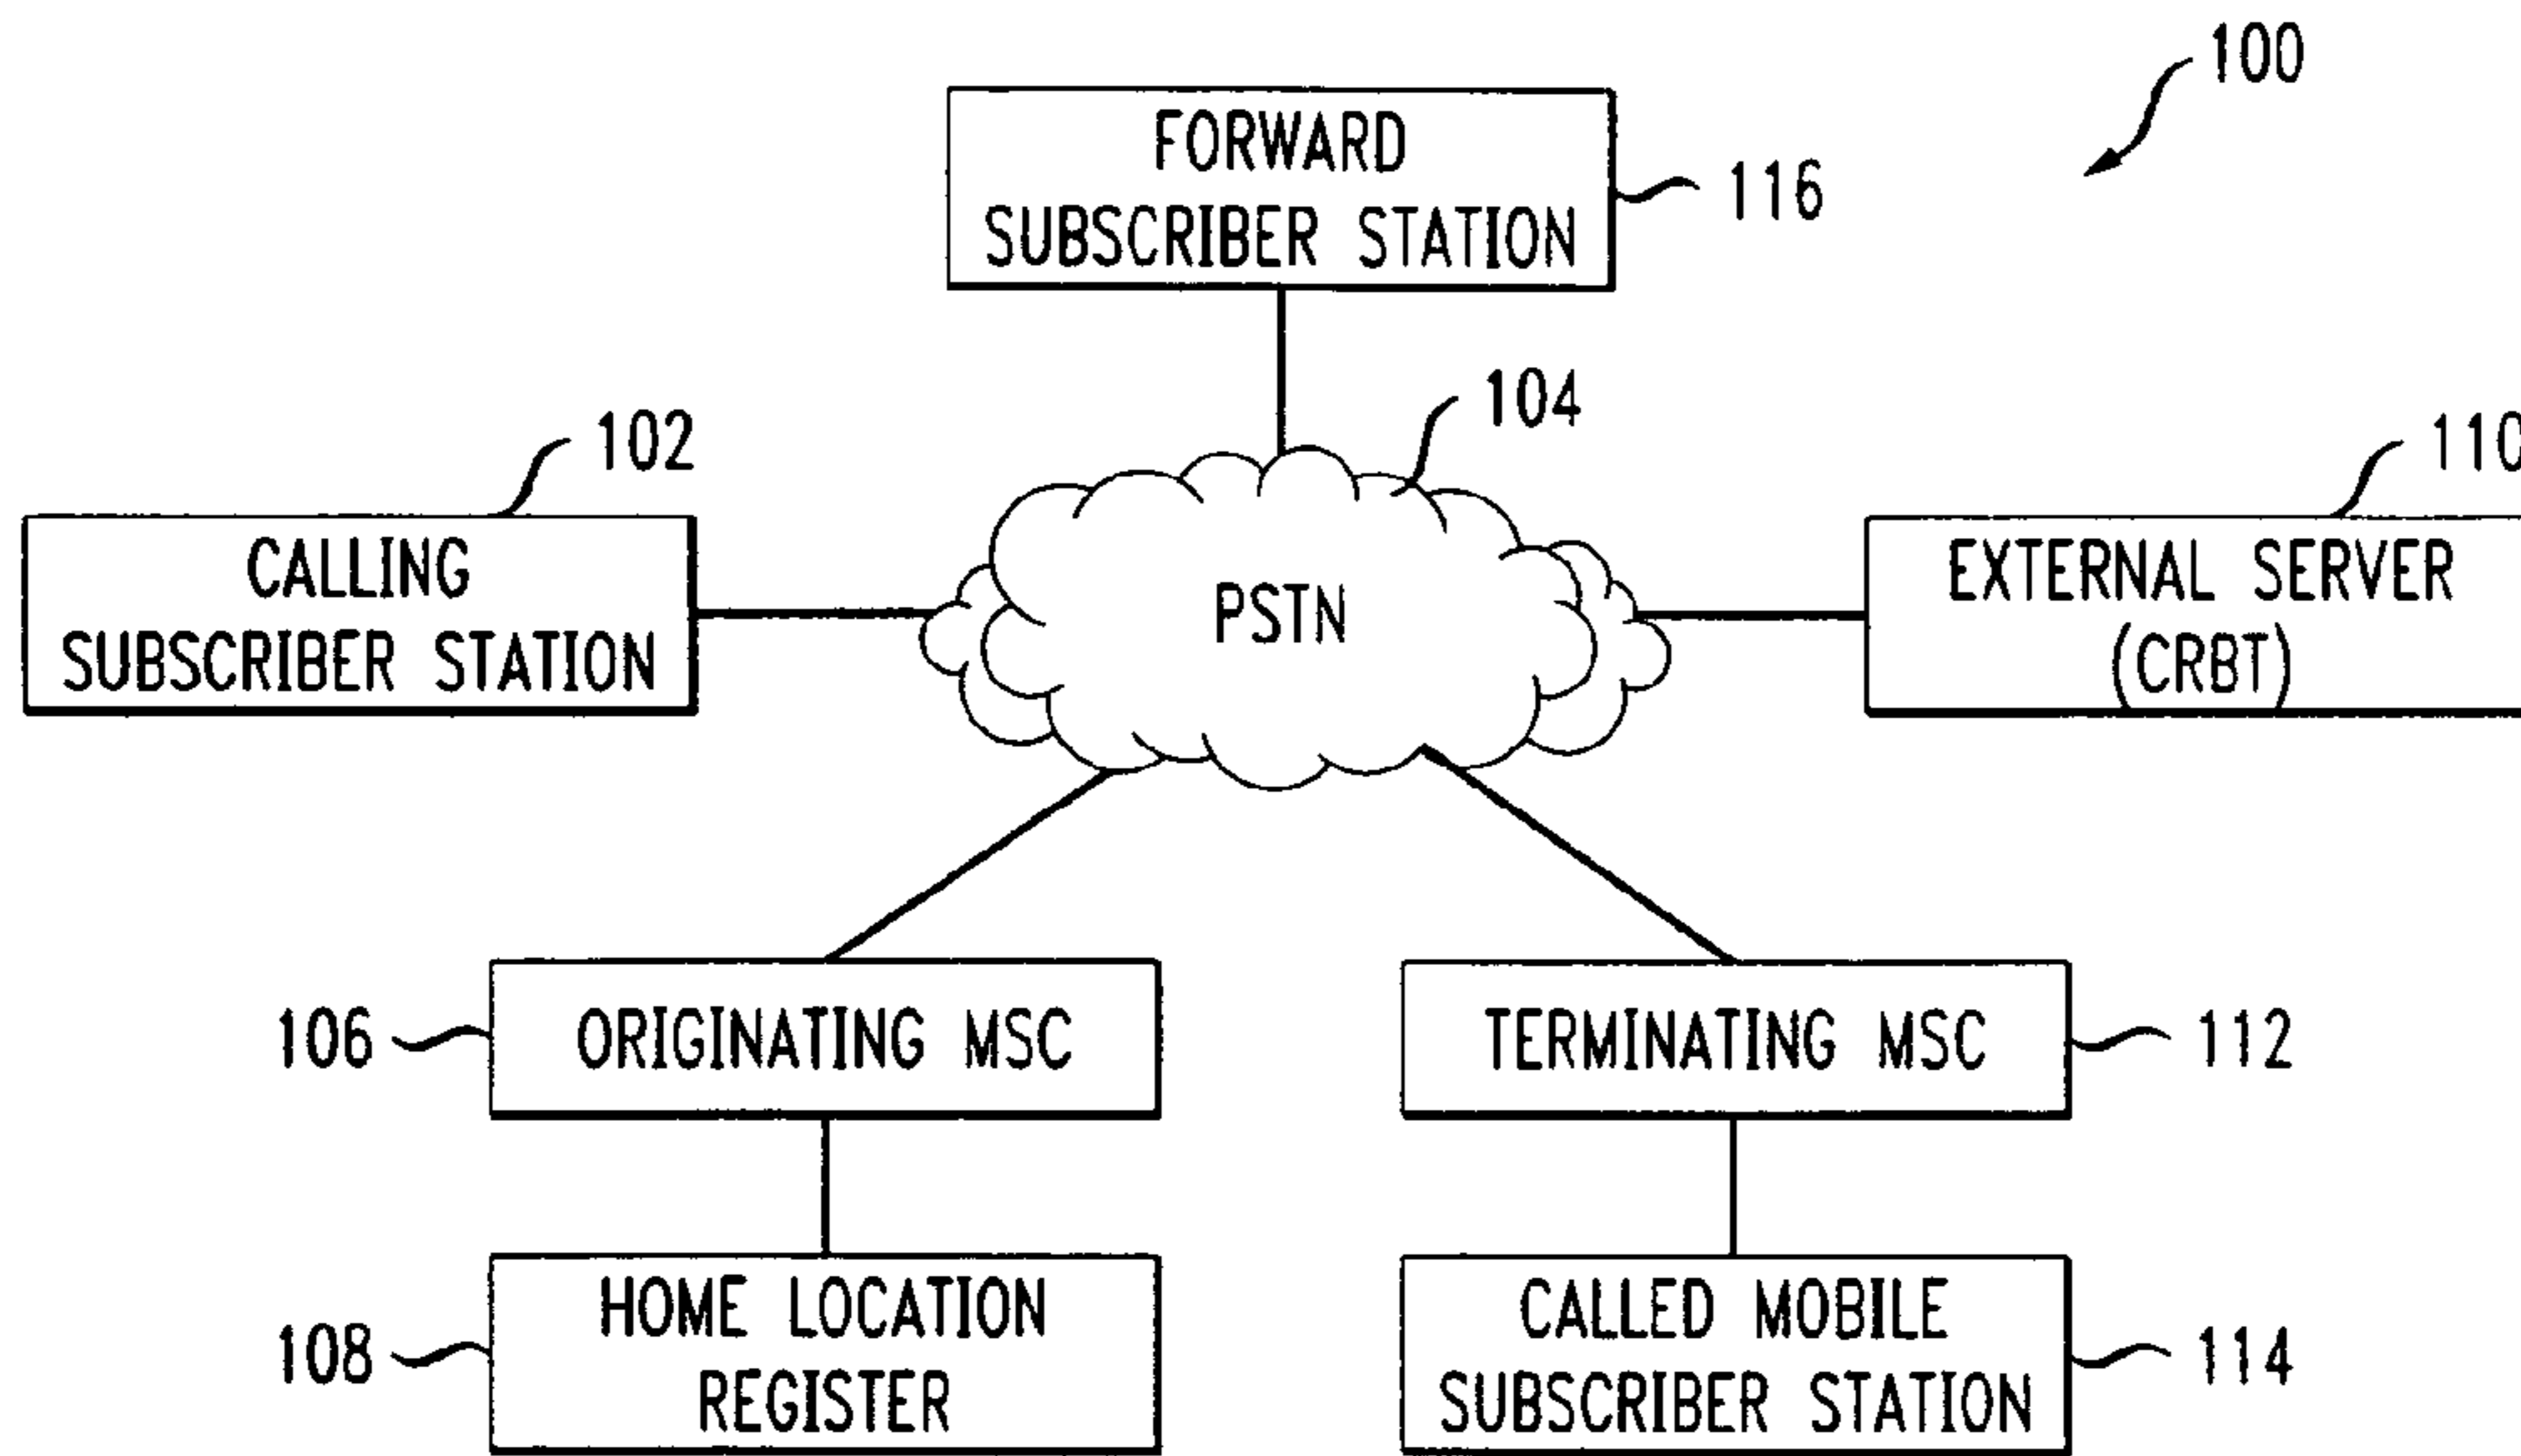 100
FORWARD
SUBSCRIBER STATION
116
104
102
110
CALLING
SUBSCRIBER STATION
PSTN
EXTERNAL SERVER
(CRBT)
106
ORIGINATING MSC
TERMINATING MSC
112
108
HOME LOCATION
REGISTER
CALLED MOBILE
SUBSCRIBER STATION
114